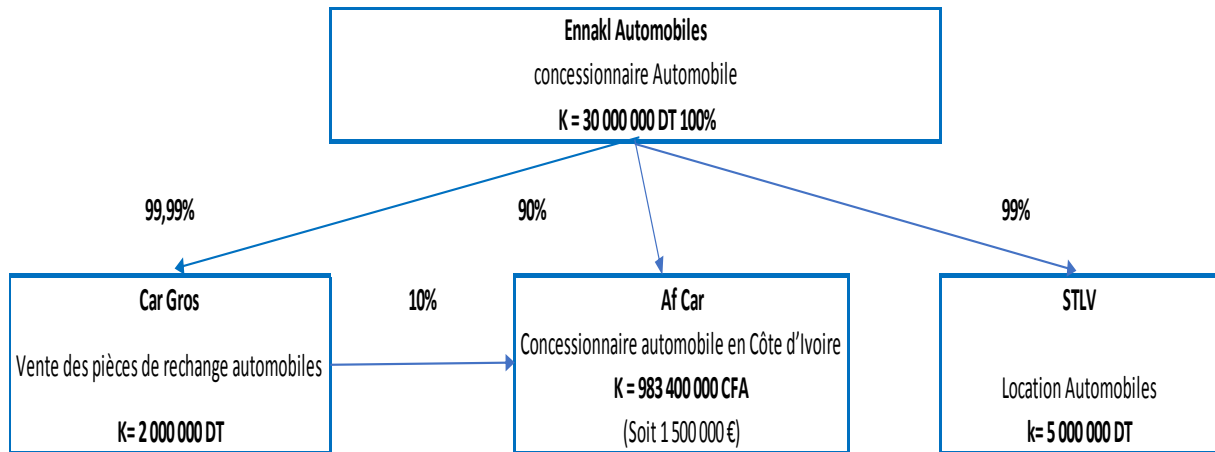 Ennakl Automobiles
concessionnaire Automobile
K = 30 000 000 DT 100%
99,99%
90%
99%
Car Gros
Vente des pièces de rechange automobiles
K= 2 000 000 DT
10%
Af Car
Concessionnaire automobile en Côte d'Ivoire
K = 983 400 000 CFA
(Soit 1 500 000 €)
STLV
Location Automobiles
k= 5 000 000 DT